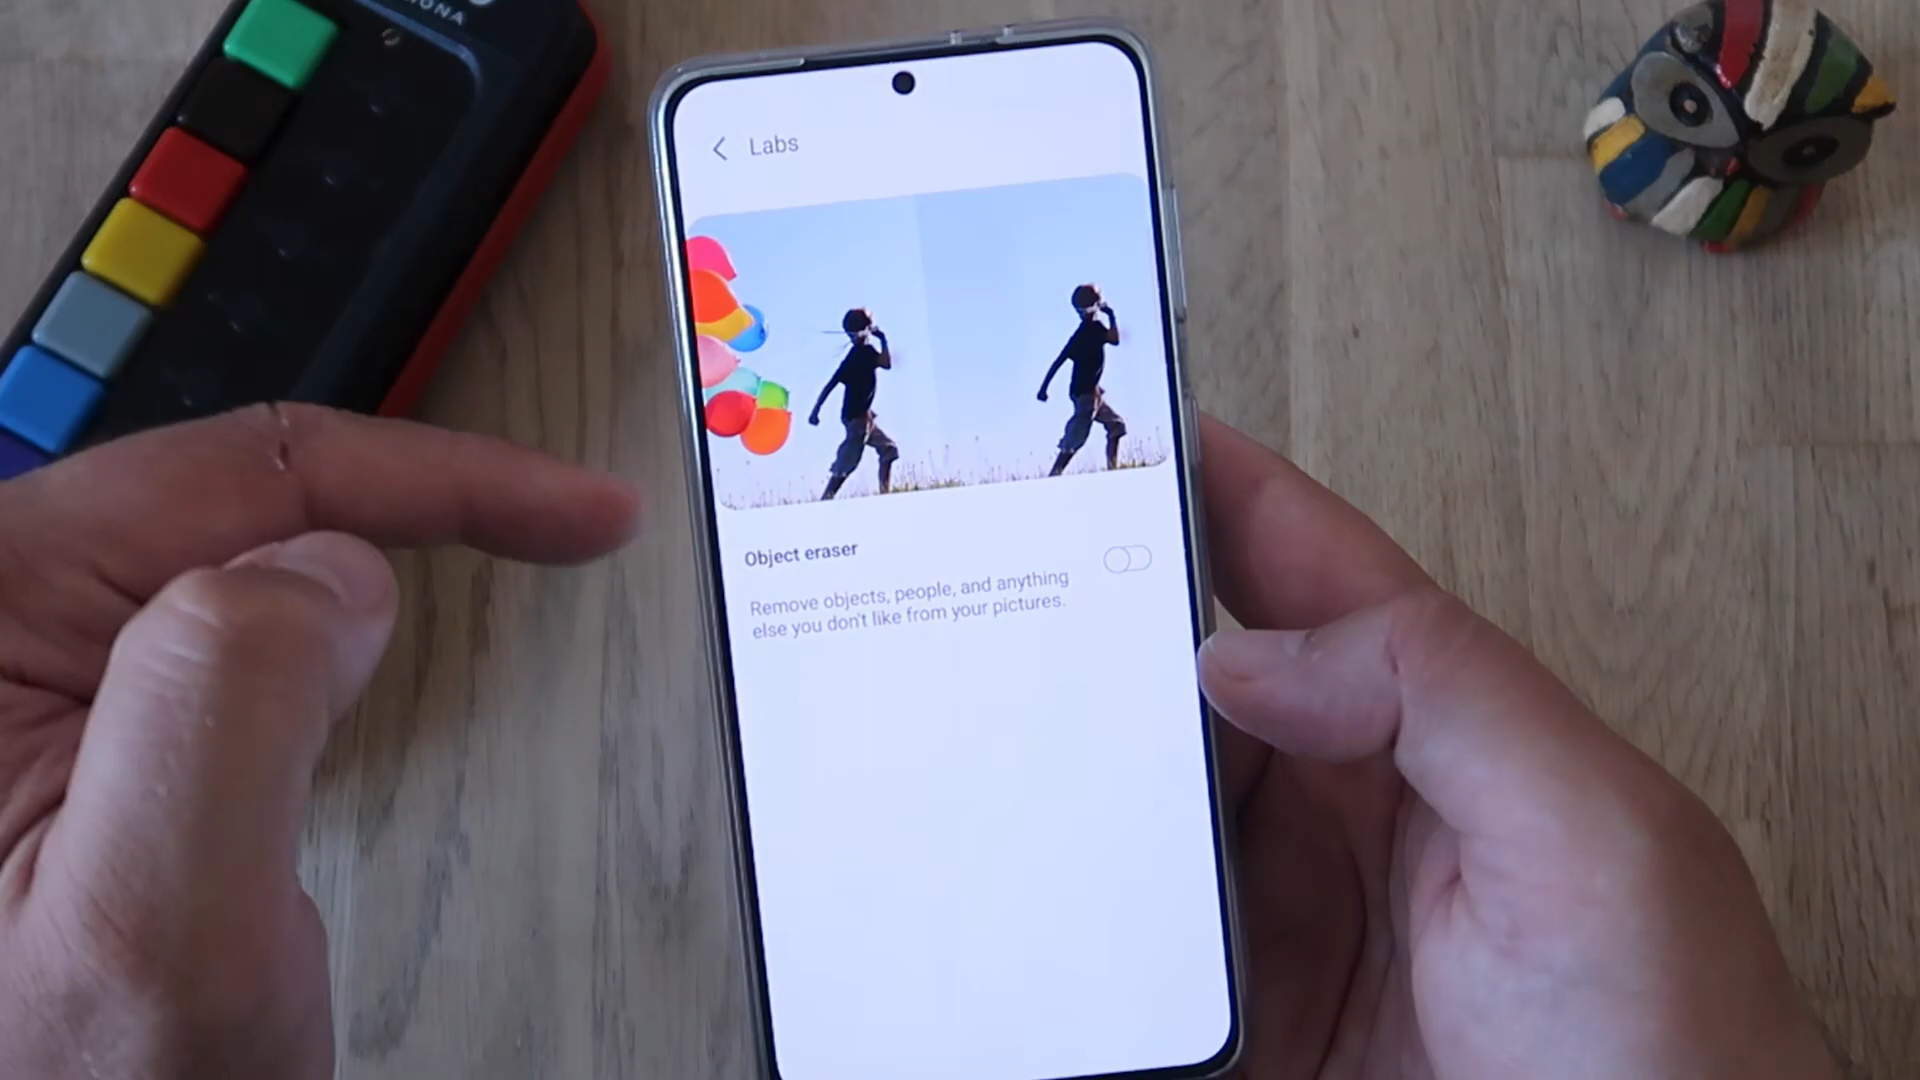 Labs
Object eraser
Remove objects, people, and anything
else you don't like from your pictures.